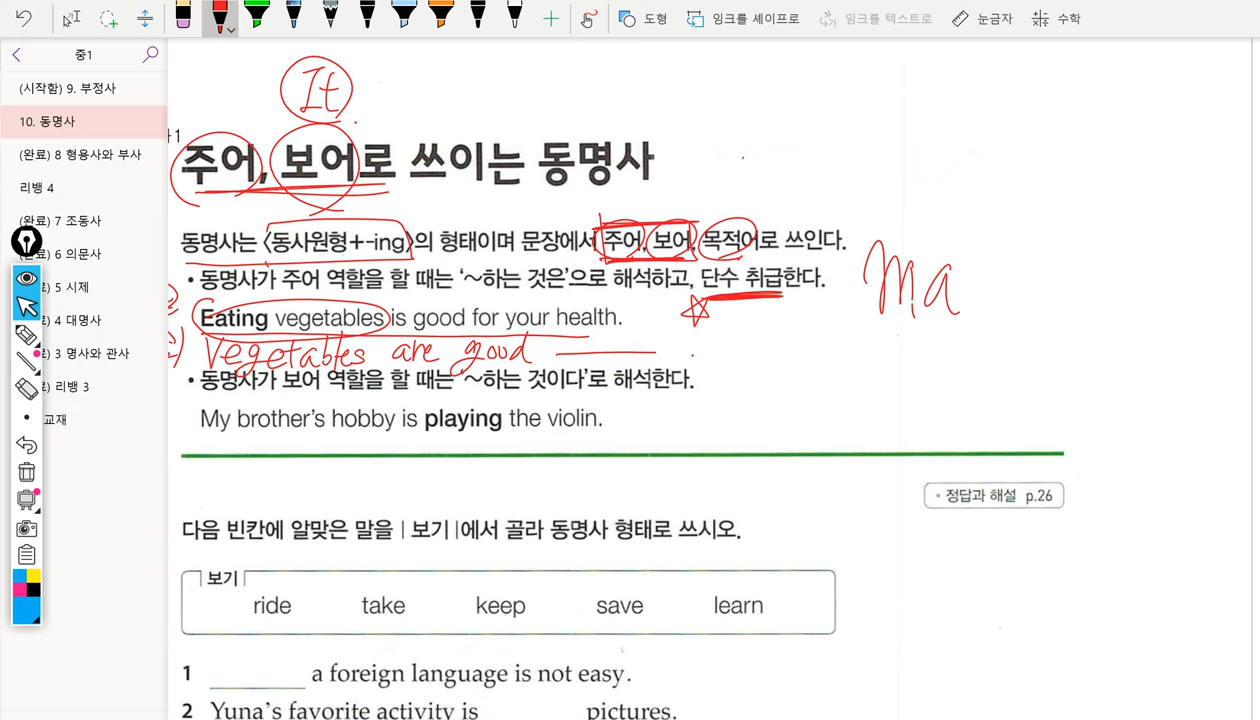 도형 잉크를 셰이프로 잉크를 텍스트로 눈금자 수학
중1
(시작함) 9. 부정사
10. 동명사
(완료) 8 형용사와 부사
리뱅 4
(완료) 7 조동사
6 의문사
5 시제
4 대명사
3 명사와 관사
리뱅 3
교재
It
주어, 보어로 쓰이는 동명사
동명사는 〈동사원형+-ing〉의 형태이며 문장에서 주어, 보어, 목적어로 쓰인다.
• 동명사가 주어 역할을 할 때는 '~하는 것은'으로 해석하고, 단수 취급한다.
Ma
Eating vegetables is good for your health.
Vegetables are good
• 동명사가 보어 역할을 할 때는 '~하는 것이다'로 해석한다.
My brother's hobby is playing the violin.
• 정답과 해설 p.26
다음 빈칸에 알맞은 말을 | 보기 |에서 골라 동명사 형태로 쓰시오.
보기
ride take keep save learn
1 ________ a foreign language is not easy.
2 Yuna's favorite activity is ________ pictures.